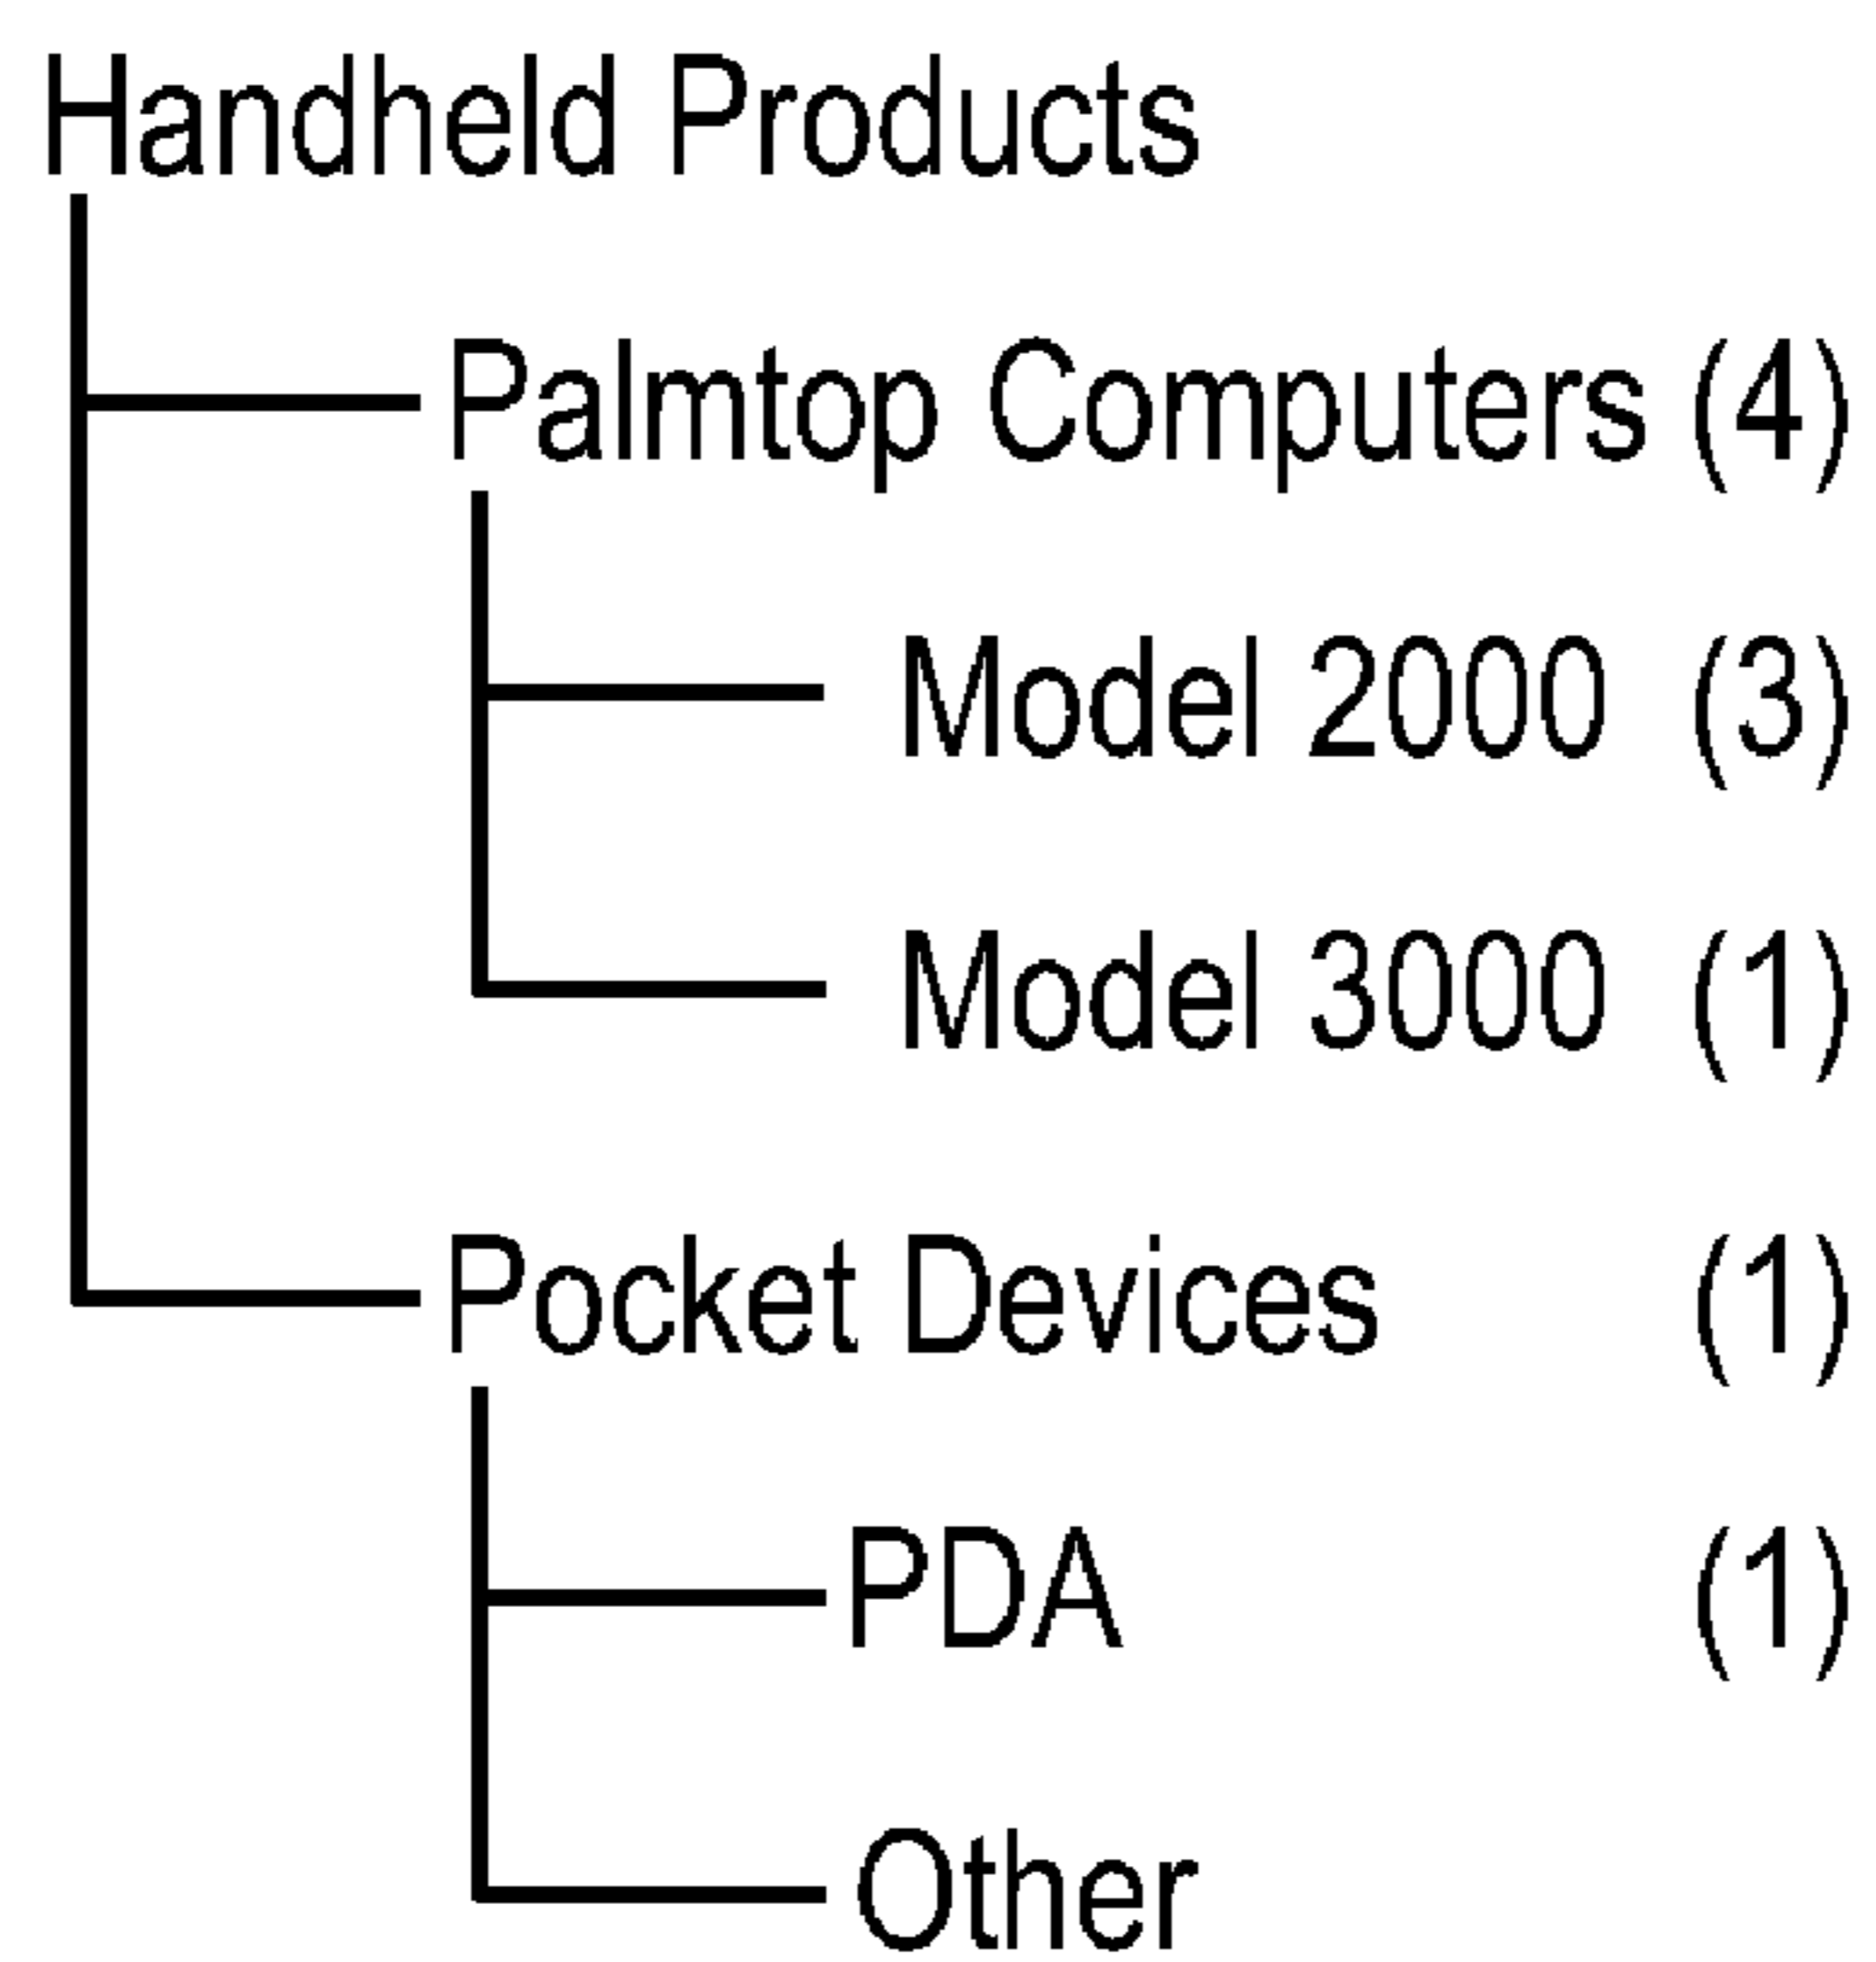 Handheld Products
Palmtop Computers (4)
Model 2000 (3)
Model 3000 (1)
Pocket Devices (1)
PDA (1)
Other